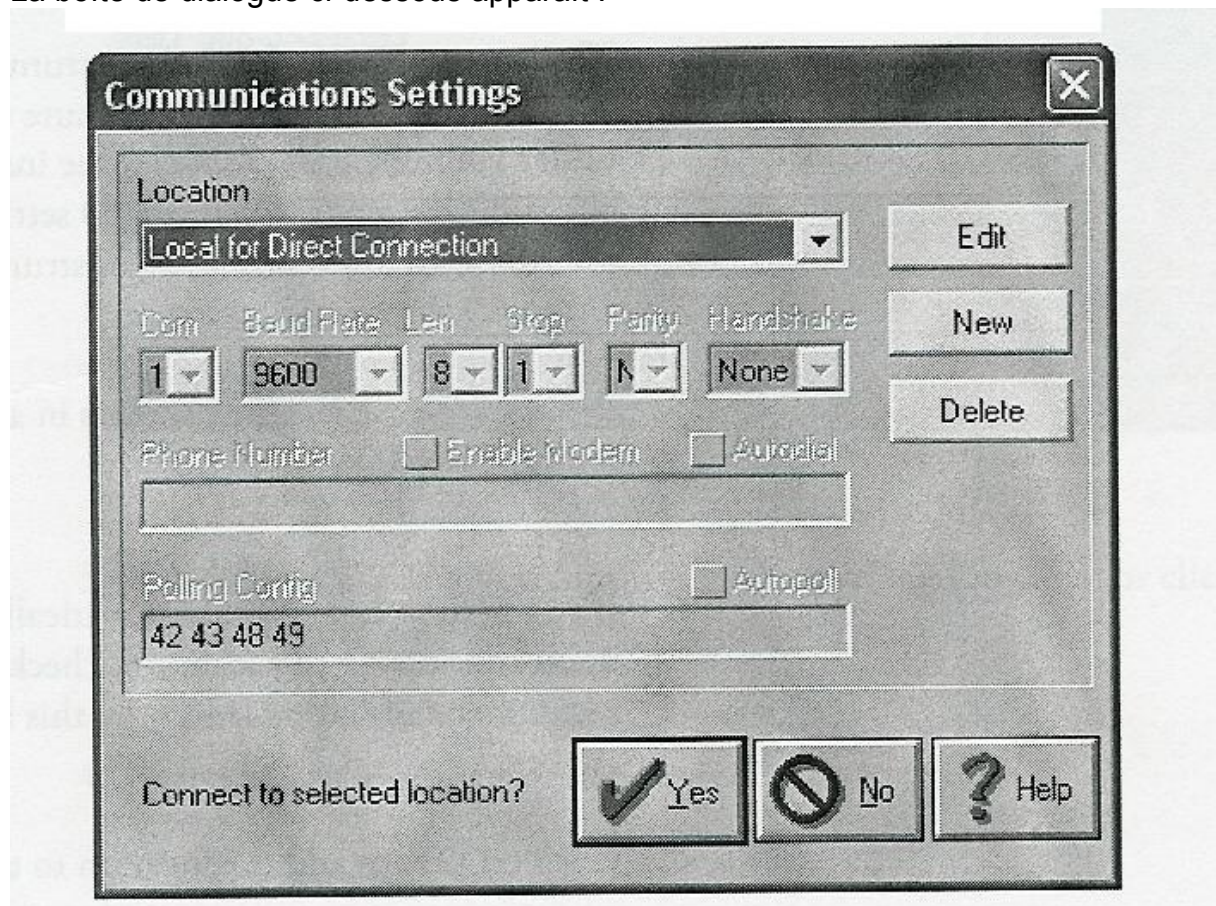 La boîte de dialogue ci-dessous apparaît :
Communications Settings
Location
Local for Direct Connection
Edit
Com Baud Rate Len Stop Parity Handshake
New
1 9600 8 1 N None
Delete
Phone Number Enable Modem Autodial
Polling Config Autopoll
42 43 48 49
Connect to selected location? Yes No Help